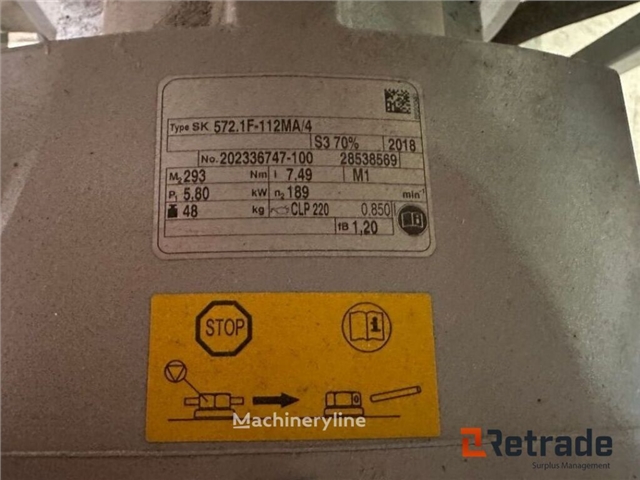 Type SK 572.1F-112MA/4
S3 70% 2018
No. 202336747-100 28538569
M2 293 Nm i 7,49 M1
P1 5.80 kW n2 189 min-1
48 kg CLP 220 0.850 l
fB 1,20
STOP
i
Machineryline
Retrade
Surplus Management